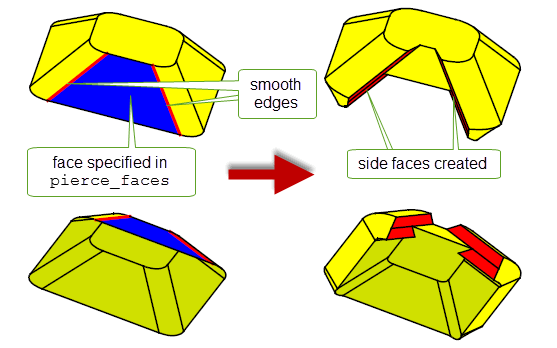 smooth
edges
face specified in
pierce_faces
side faces created